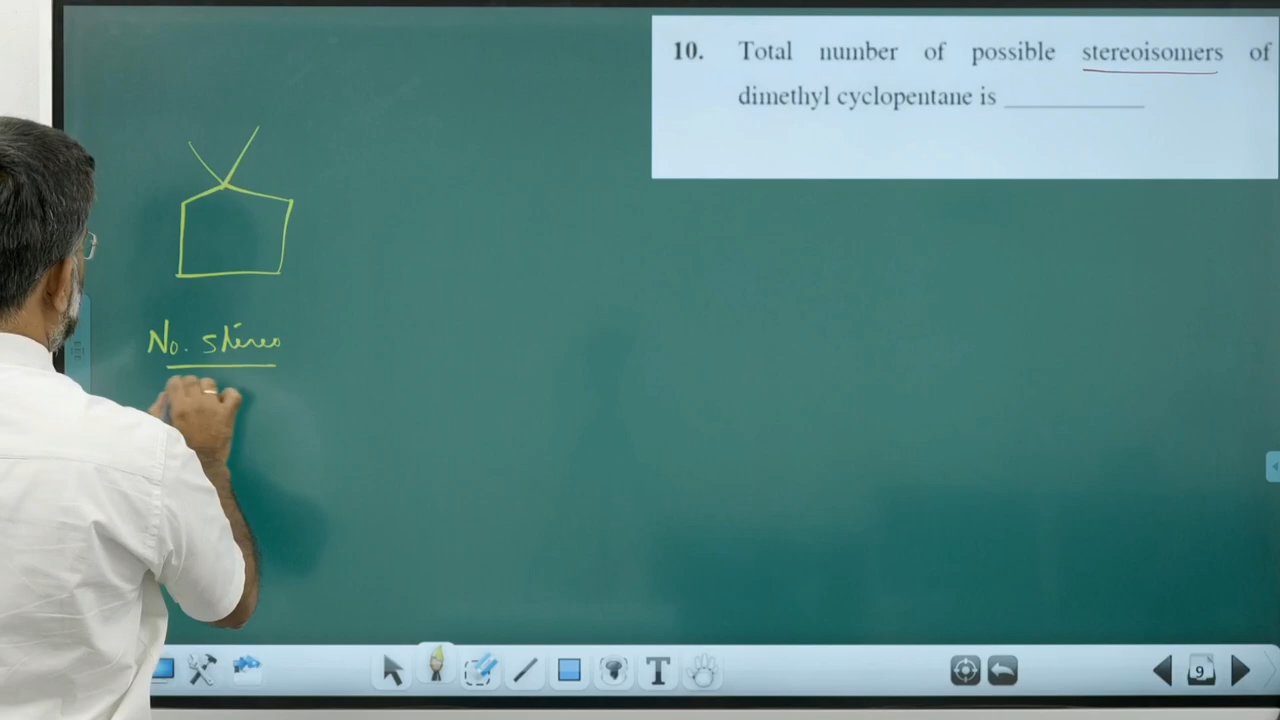 10. Total number of possible stereoisomers of
dimethyl cyclopentane is ____________
No. stereo
T
9